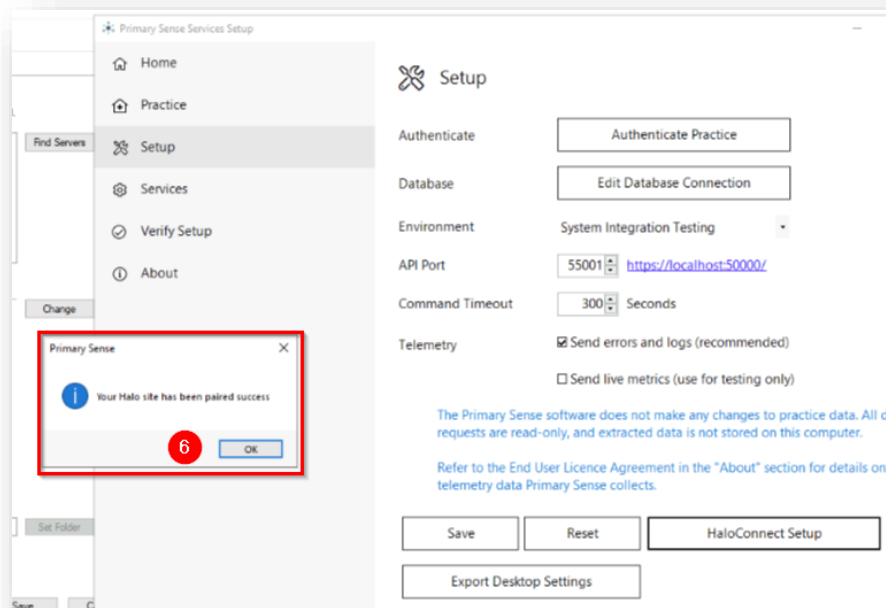 Primary Sense Services Setup
Home
Practice
Setup
Services
Verify Setup
About
Find Servers
Change
Set Folder
Save
Setup
Authenticate
Authenticate Practice
Database
Edit Database Connection
Environment
System Integration Testing
API Port
55001
https://localhost:50000/
Command Timeout
300
Seconds
Telemetry
Send errors and logs (recommended)
Send live metrics (use for testing only)
The Primary Sense software does not make any changes to practice data. All
requests are read-only, and extracted data is not stored on this computer.
Refer to the End User Licence Agreement in the "About" section for details on
telemetry data Primary Sense collects.
Save
Reset
HaloConnect Setup
Export Desktop Settings
Primary Sense
Your Halo site has been paired success
6
OK